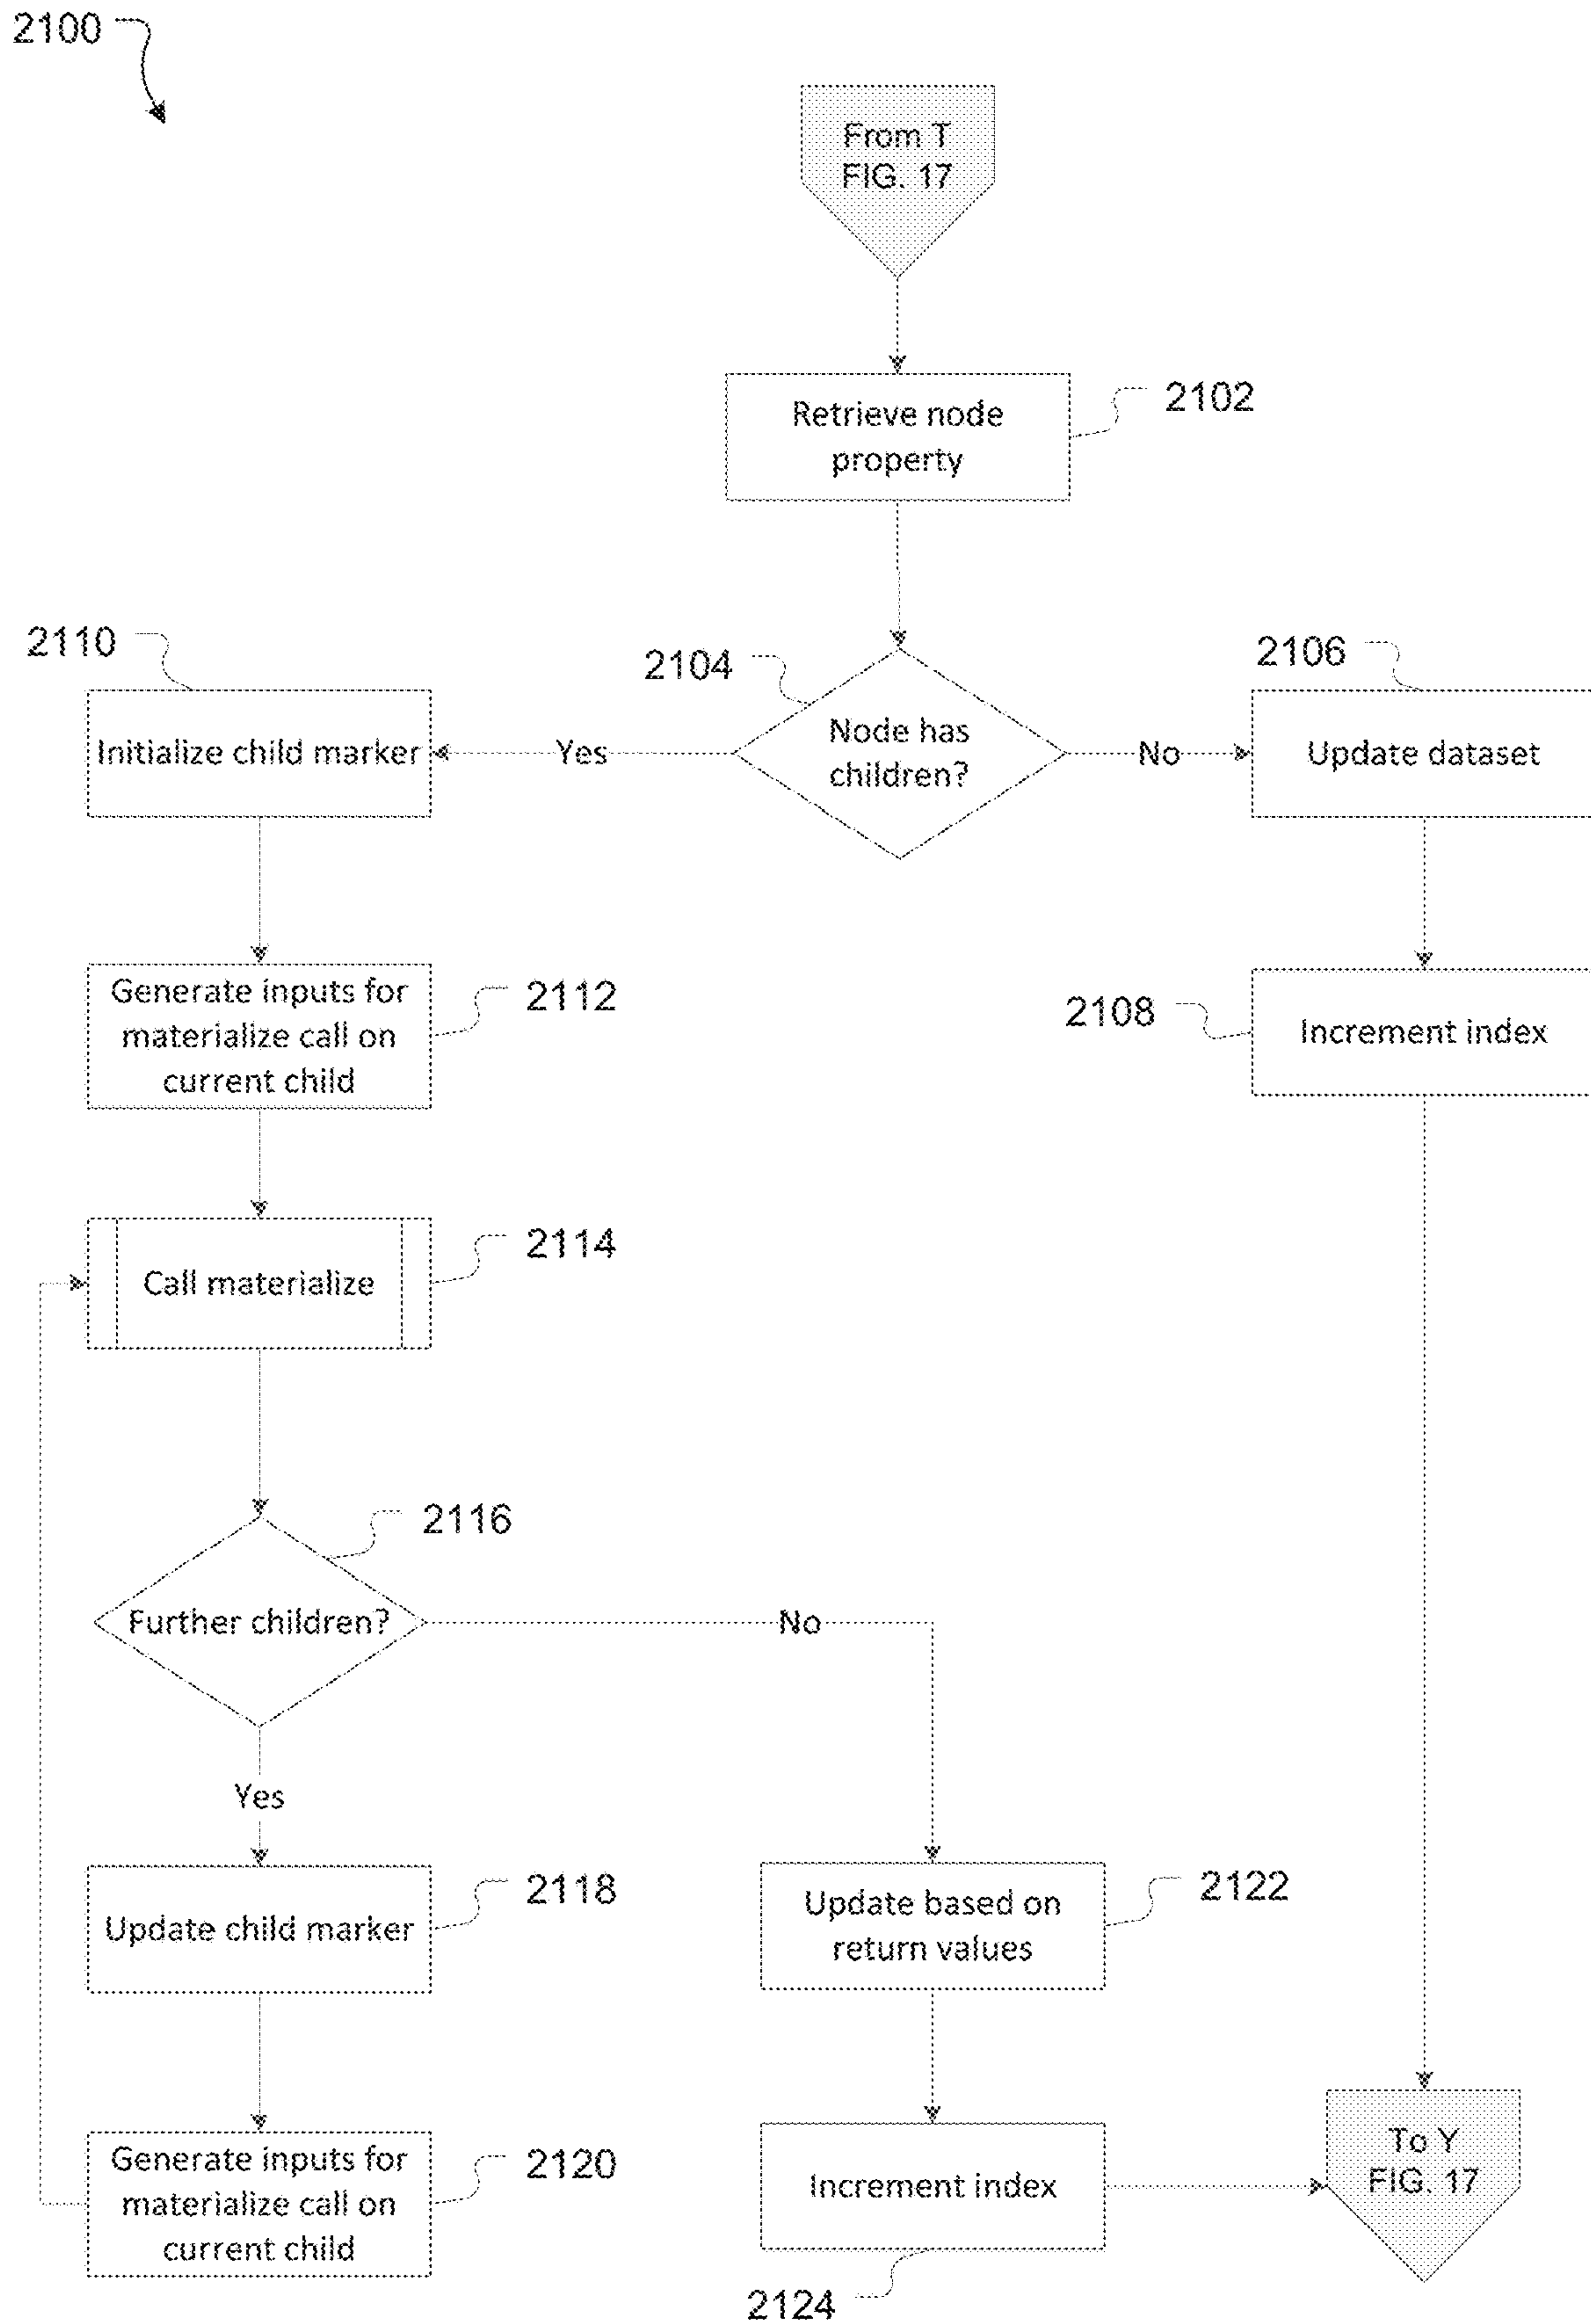 2100
From T
FIG. 17
Retrieve node
property
2102
2110
2104
2106
Initialize child marker
Yes
Node has
children?
No
Update dataset
Generate inputs for
materialize call on
current child
2112
2108
Increment index
Call materialize
2114
2116
Further children?
No
Yes
Update child marker
2118
Update based on
return values
2122
Generate inputs for
materialize call on
current child
2120
Increment index
2124
To Y
FIG. 17